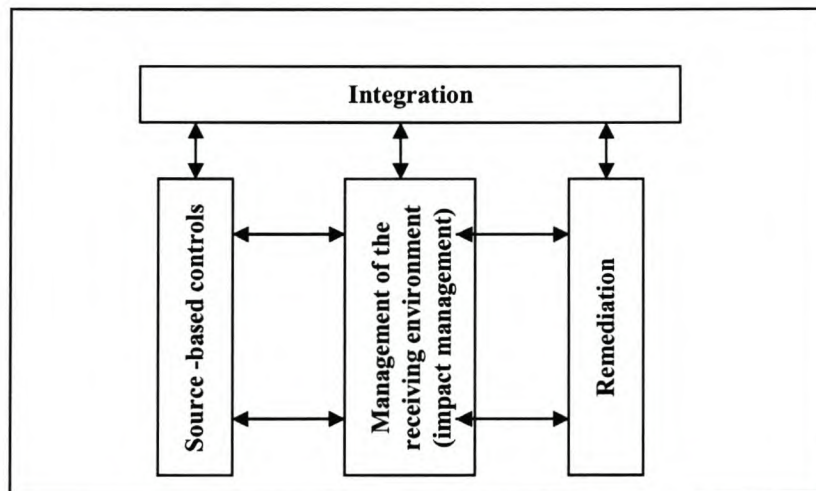 Integration
Source -based controls
Management of the
receiving environment
(impact management)
Remediation